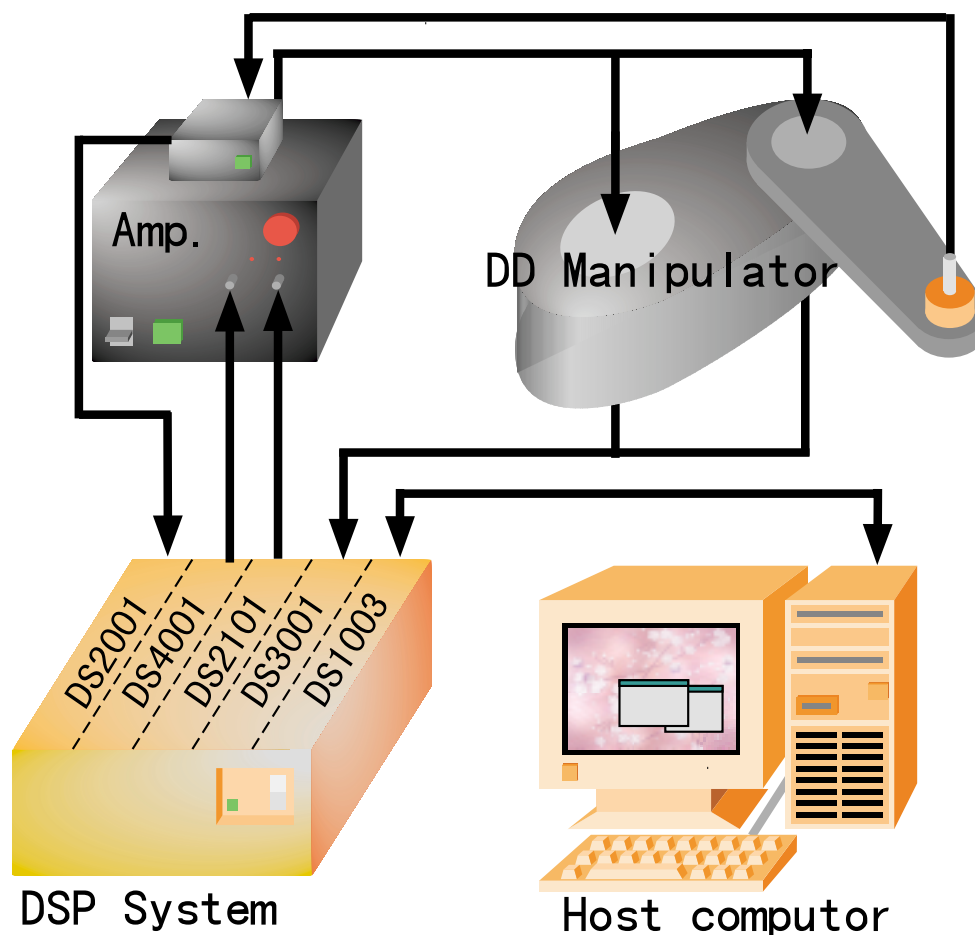 Amp.
DD Manipulator
DS2001
DS4001
DS2101
DS3001
DS1003
DSP System
Host computor